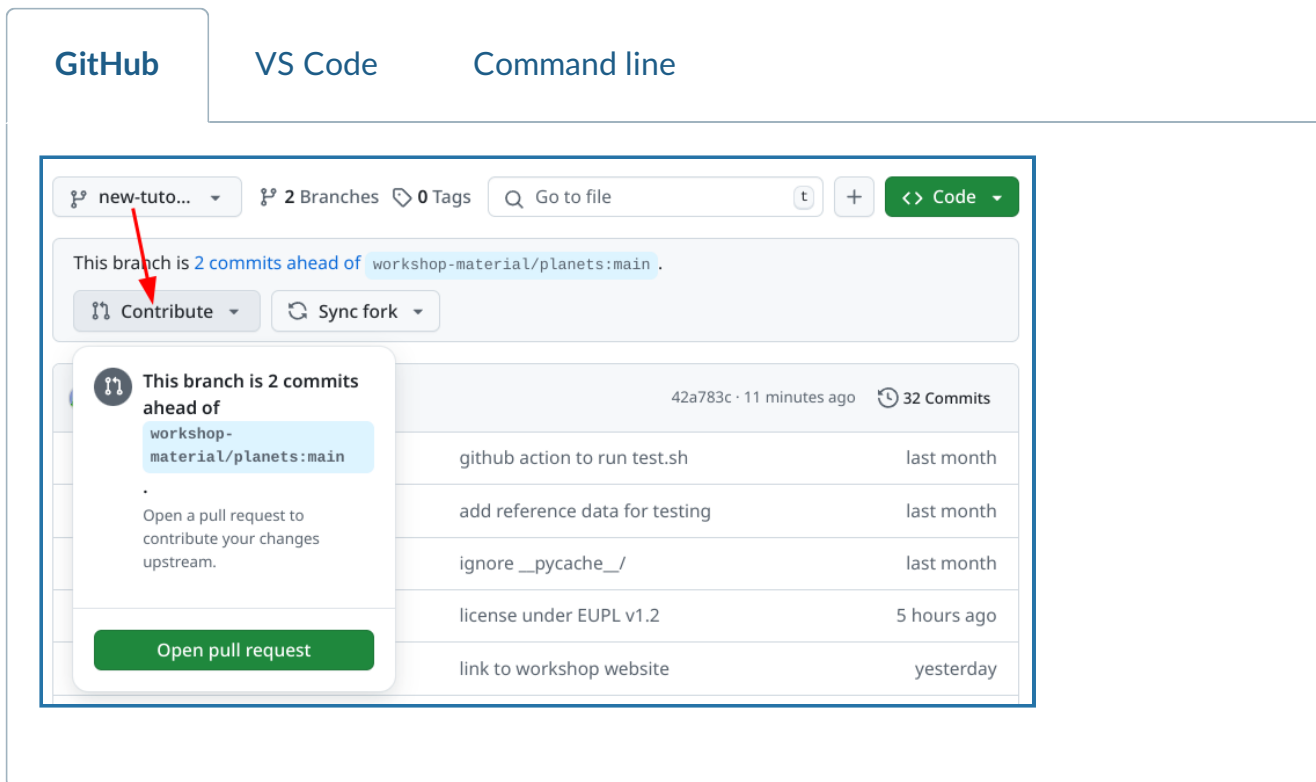 GitHub VS Code Command line
new-tuto... 2 Branches 0 Tags Go to file t + <> Code
This branch is 2 commits ahead of workshop-material/planets:main .
Contribute Sync fork
This branch is 2 commits
ahead of
workshop-
material/planets:main
.
Open a pull request to
contribute your changes
upstream.
Open pull request
42a783c · 11 minutes ago 32 Commits
github action to run test.sh last month
add reference data for testing last month
ignore __pycache__/ last month
license under EUPL v1.2 5 hours ago
link to workshop website yesterday